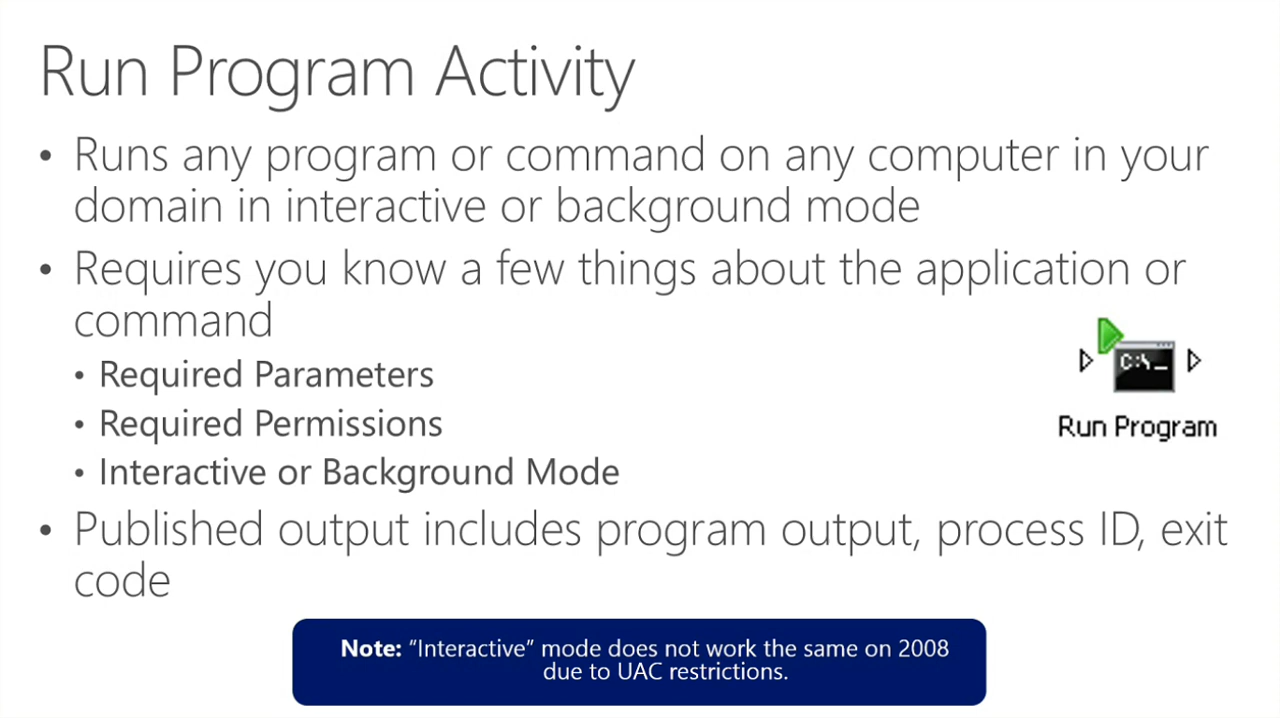 Run Program Activity
• Runs any program or command on any computer in your
domain in interactive or background mode
• Requires you know a few things about the application or
command
• Required Parameters
• Required Permissions
• Interactive or Background Mode
C:\_
Run Program
• Published output includes program output, process ID, exit
code
Note: “Interactive” mode does not work the same on 2008
due to UAC restrictions.